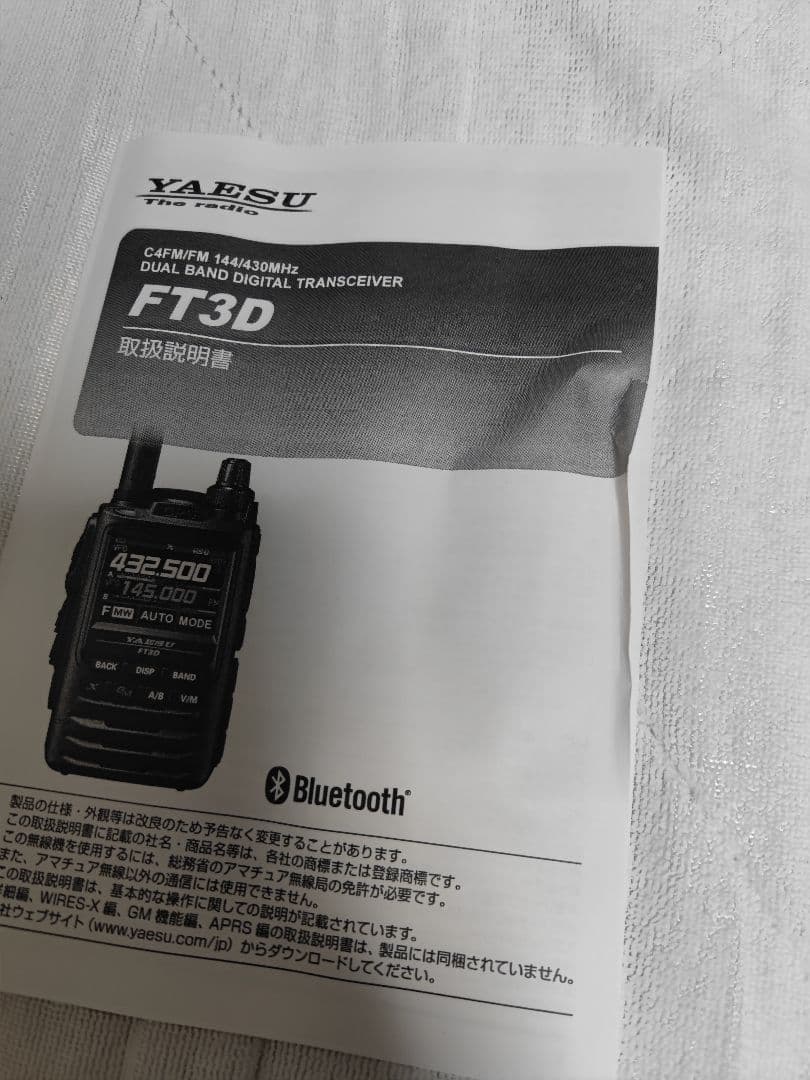 YAESU
The radio
C4FM/FM 144/430MHz
DUAL BAND DIGITAL TRANSCEIVER
FT3D
取扱説明書
432.500
A
145.000
B
F MW AUTO MODE
YAESU
FT3D
BACK DISP BAND
X GM A/B V/M
Bluetooth®
製品の仕様・外観等は改良のため予告なく変更することがあります。
この取扱説明書に記載の社名・商品名等は、各社の商標または登録商標です。
この無線機を使用するには、総務省のアマチュア無線局の免許が必要です。
また、アマチュア無線以外の通信には使用できません。
この取扱説明書は、基本的な操作に関しての説明が記載されています。
詳細編、WIRES-X 編、GM 機能編、APRS 編の取扱説明書は、製品には同梱されていません。
社ウェブサイト（www.yaesu.com/jp）からダウンロードしてください。